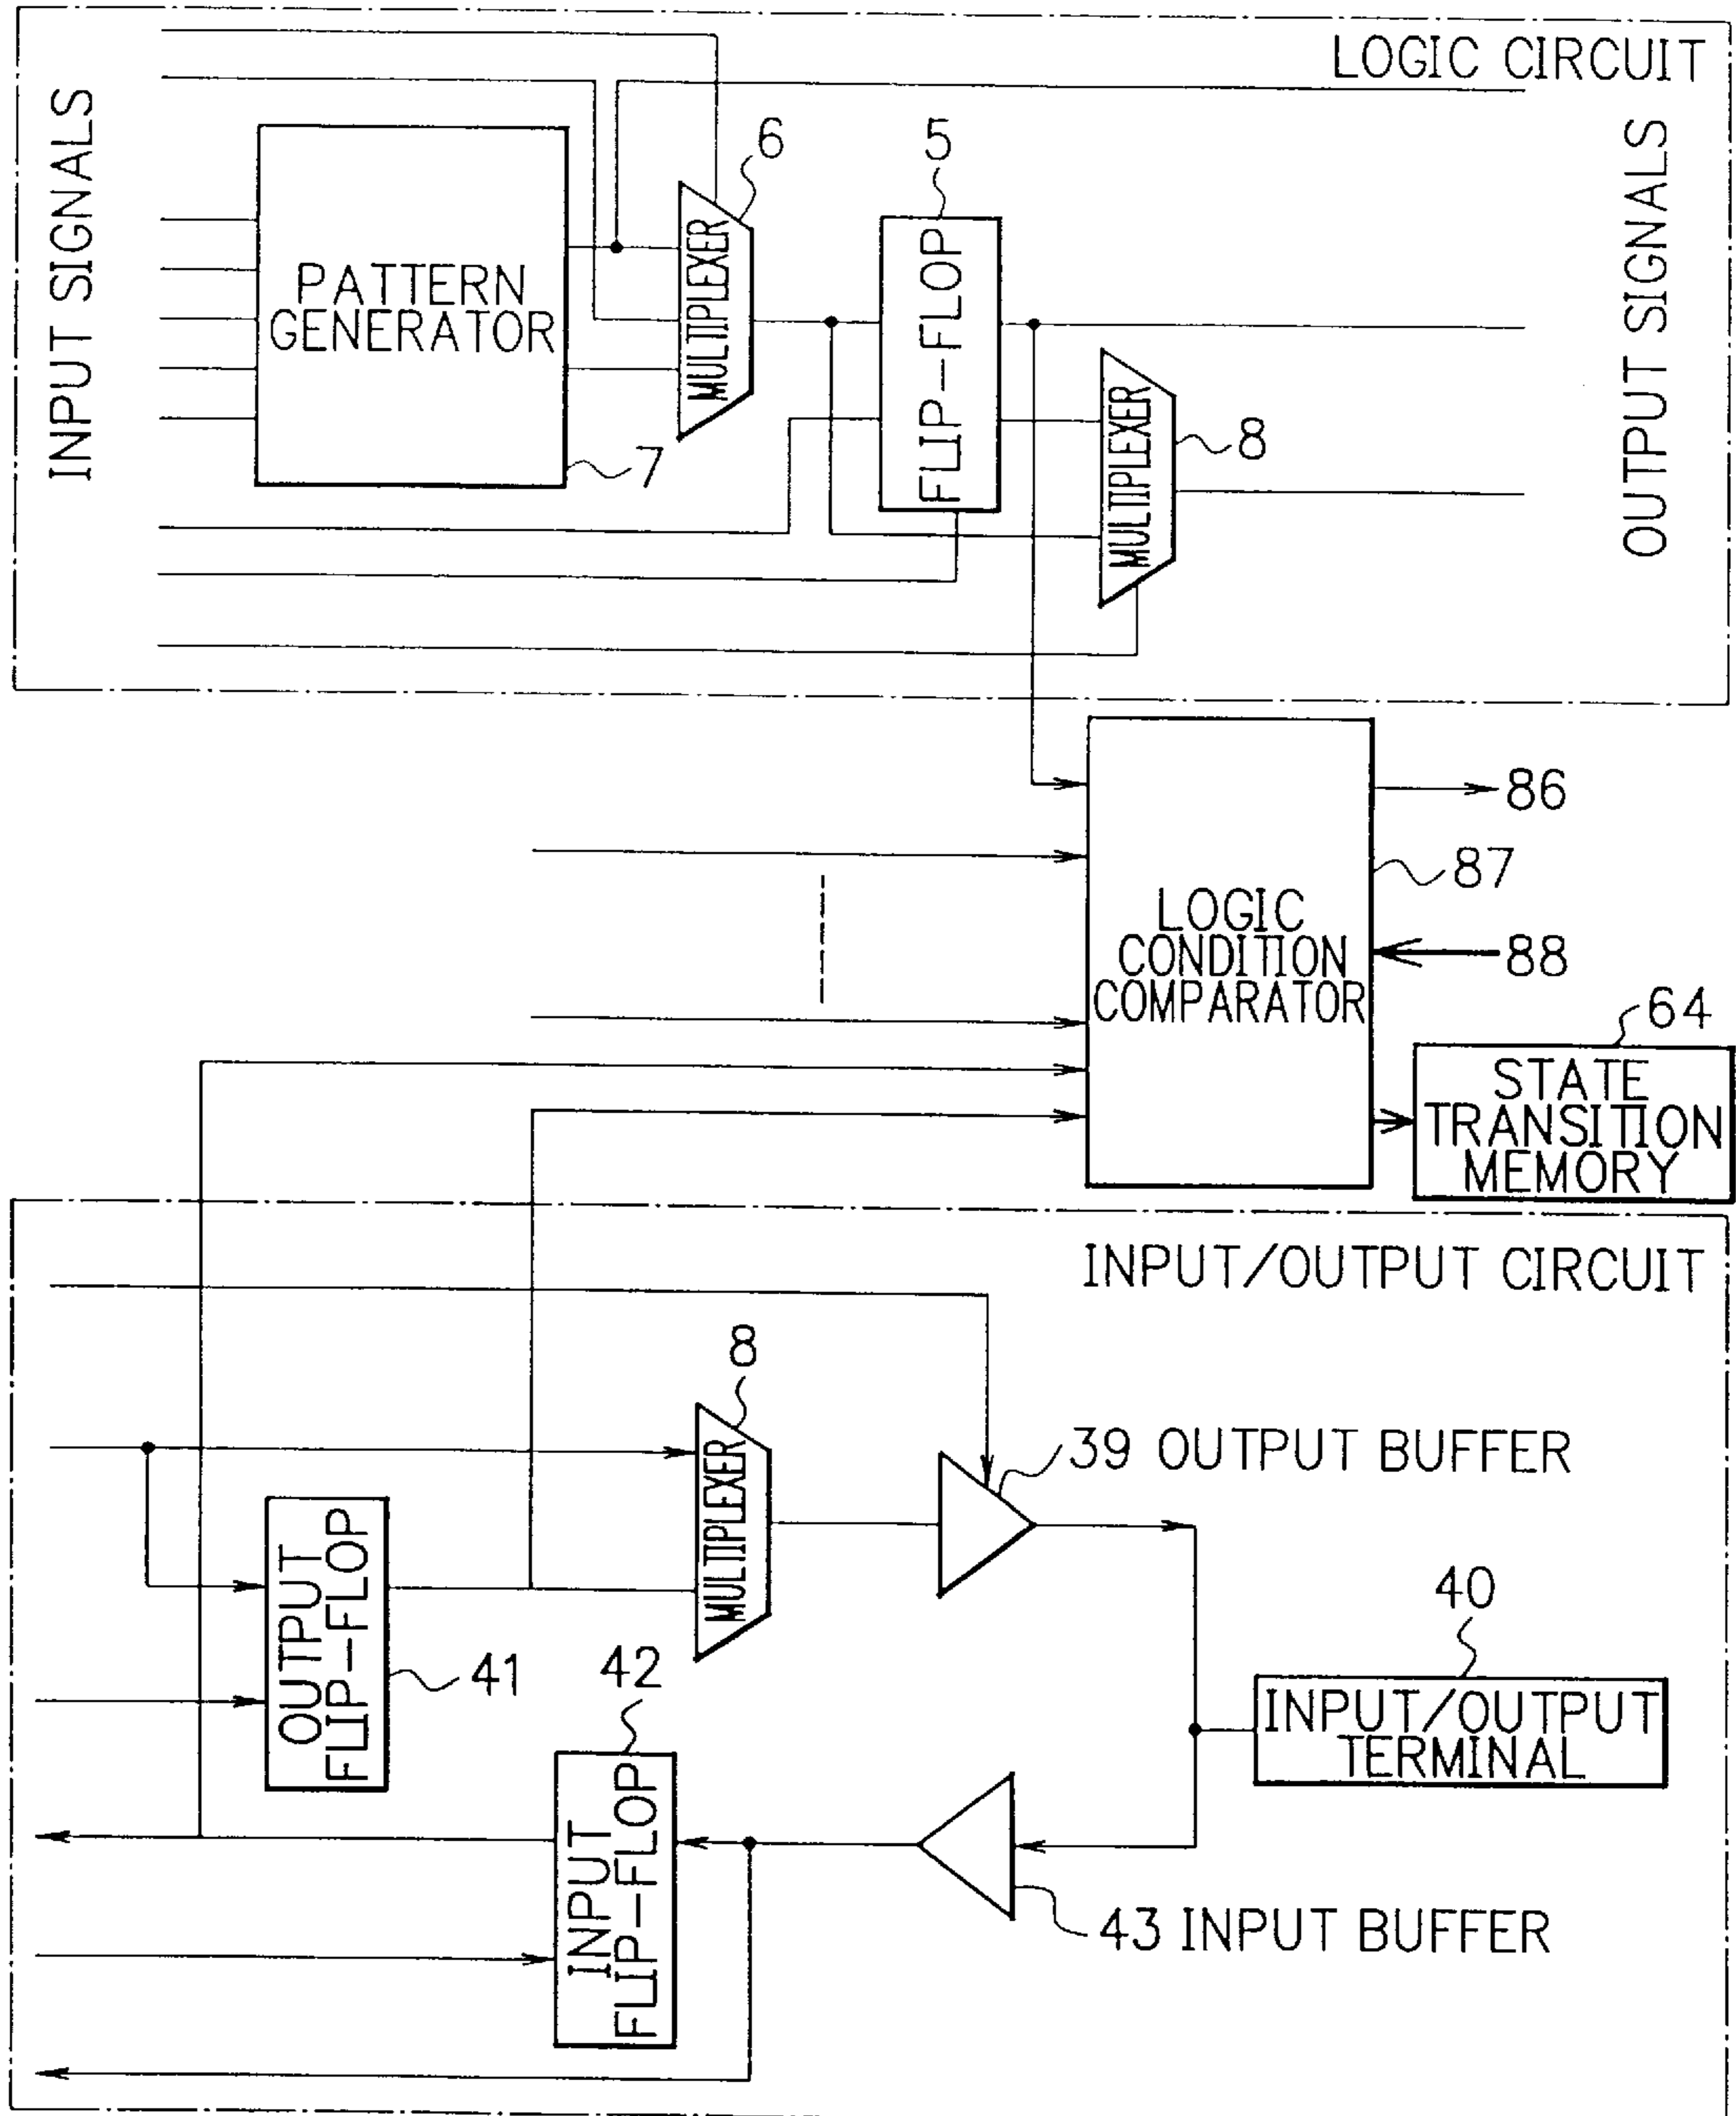 LOGIC CIRCUIT
INPUT SIGNALS
OUTPUT SIGNALS
PATTERN
GENERATOR
7
MULTIPLEXER
6
FLIP-FLOP
5
MULTIPLEXER
8
LOGIC
CONDITION
COMPARATOR
86
87
88
64
STATE
TRANSITION
MEMORY
INPUT/OUTPUT CIRCUIT
MULTIPLEXER
8
39 OUTPUT BUFFER
OUTPUT
FLIP-FLOP
41
42
INPUT
FLIP-FLOP
40
INPUT/OUTPUT
TERMINAL
43 INPUT BUFFER